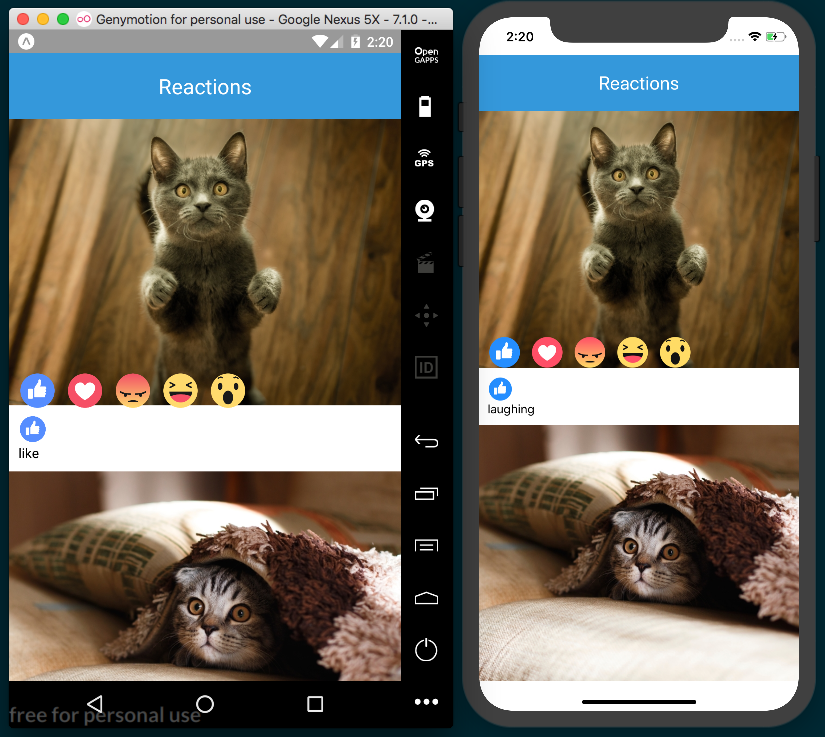 Genymotion for personal use - Google Nexus 5X - 7.1.0 -...
2:20
Reactions
like
Open
GAPPS
GPS
ID
free for personal use
2:20
Reactions
laughing